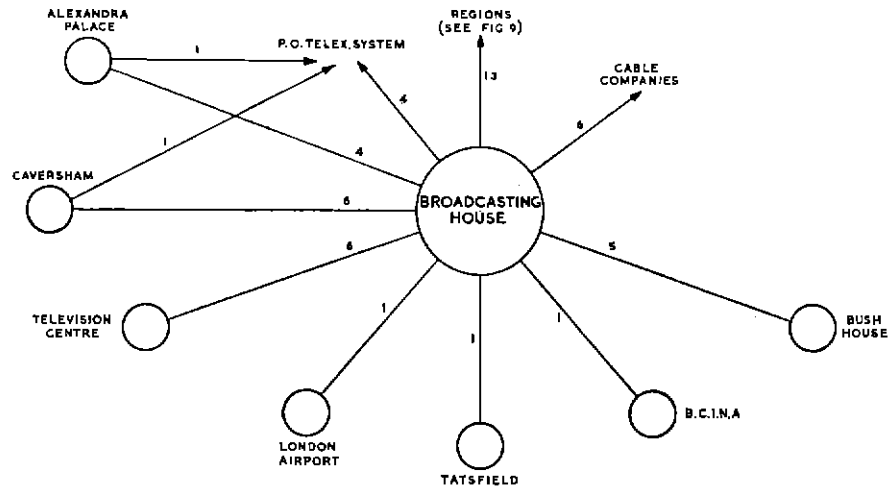 ALEXANDRA
PALACE
1
P.O. TELEX. SYSTEM
REGIONS
(SEE FIG 9)
13
CABLE
COMPANIES
4
6
1
4
CAVERSHAM
6
BROADCASTING
HOUSE
6
5
TELEVISION
CENTRE
1
1
1
BUSH
HOUSE
LONDON
AIRPORT
TATSFIELD
B.C.I.N.A